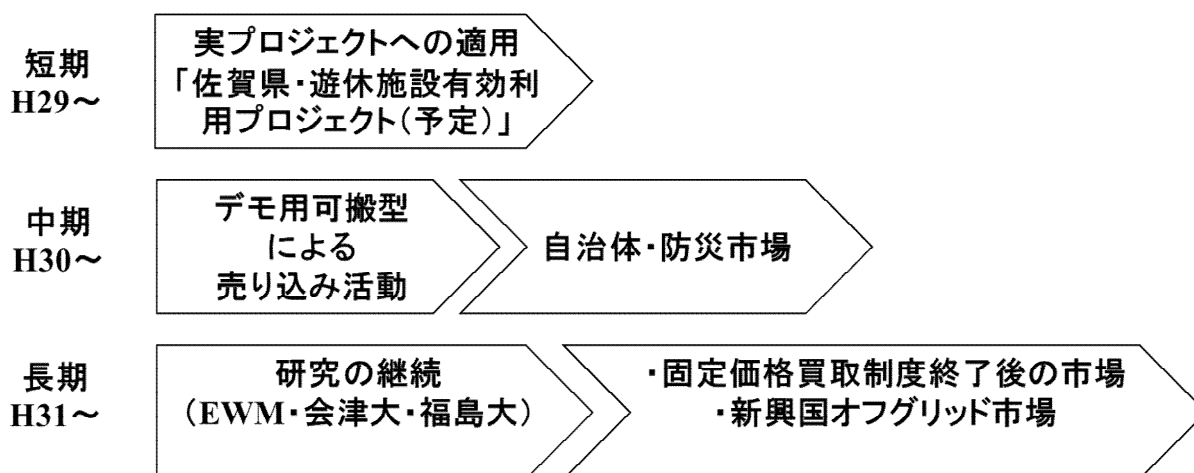 短期
H29～
実プロジェクトへの適用
「佐賀県・遊休施設有効利
用プロジェクト(予定)」
中期
H30～
デモ用可搬型
による
売り込み活動
自治体・防災市場
長期
H31～
研究の継続
(EWM・会津大・福島大)
・固定価格買取制度終了後の市場
・新興国オフグリッド市場